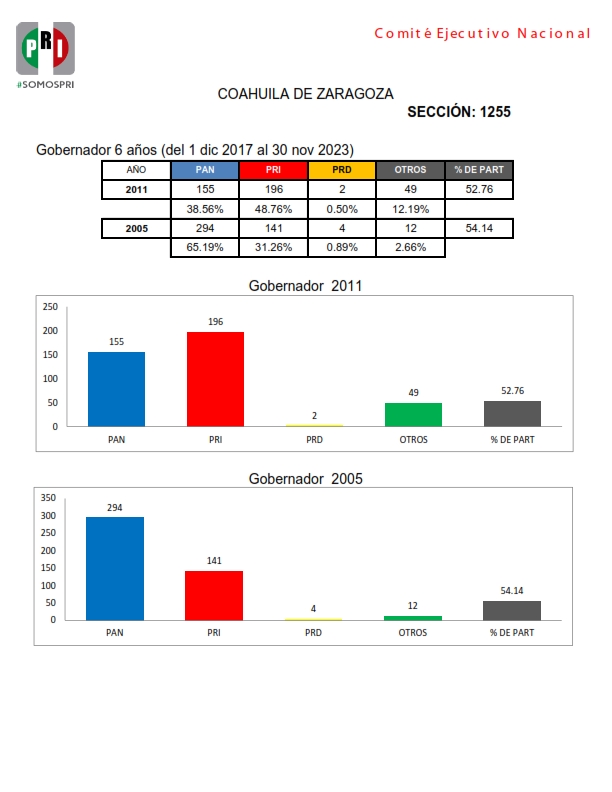 PRI
#SOMOSPRI
Comité Ejecutivo Nacional
COAHUILA DE ZARAGOZA
SECCIÓN: 1255
Gobernador 6 años (del 1 dic 2017 al 30 nov 2023)
AÑO PAN PRI PRD OTROS % DE PART
2011 155 196 2 49 52.76
38.56% 48.76% 0.50% 12.19%
2005 294 141 4 12 54.14
65.19% 31.26% 0.89% 2.66%
Gobernador 2011
250
200
150
100
50
0
155 196 2 49 52.76
PAN PRI PRD OTROS % DE PART
Gobernador 2005
350
300
250
200
150
100
50
0
294 141 4 12 54.14
PAN PRI PRD OTROS % DE PART